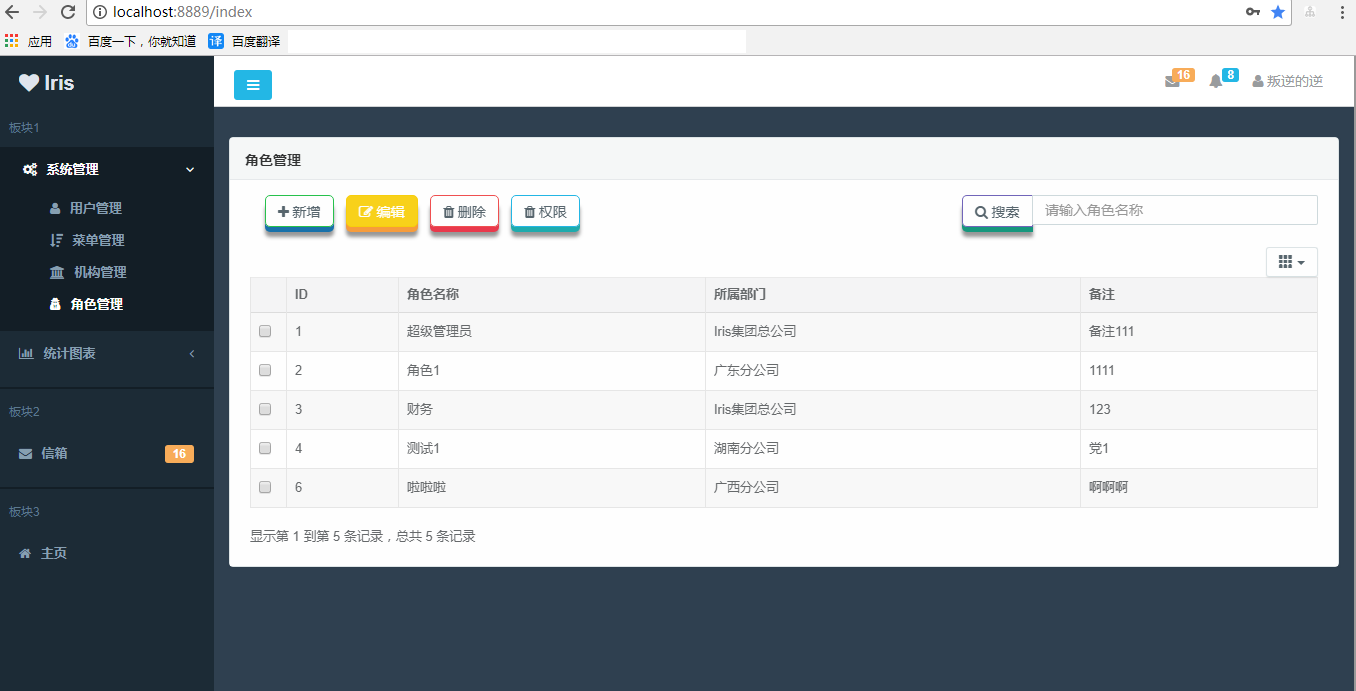 localhost:8889/index
应用 百度一下，你就知道 译 百度翻译
Iris
16 8 叛逆的逆
板块1
系统管理
用户管理
菜单管理
机构管理
角色管理
统计图表
板块2
信箱 16
板块3
主页
角色管理
新增 编辑 删除 权限 搜索 请输入角色名称
ID 角色名称 所属部门 备注
1 超级管理员 Iris集团总公司 备注111
2 角色1 广东分公司 1111
3 财务 Iris集团总公司 123
4 测试1 湖南分公司 党1
6 啦啦啦 广西分公司 啊啊啊
显示第 1 到第 5 条记录，总共 5 条记录